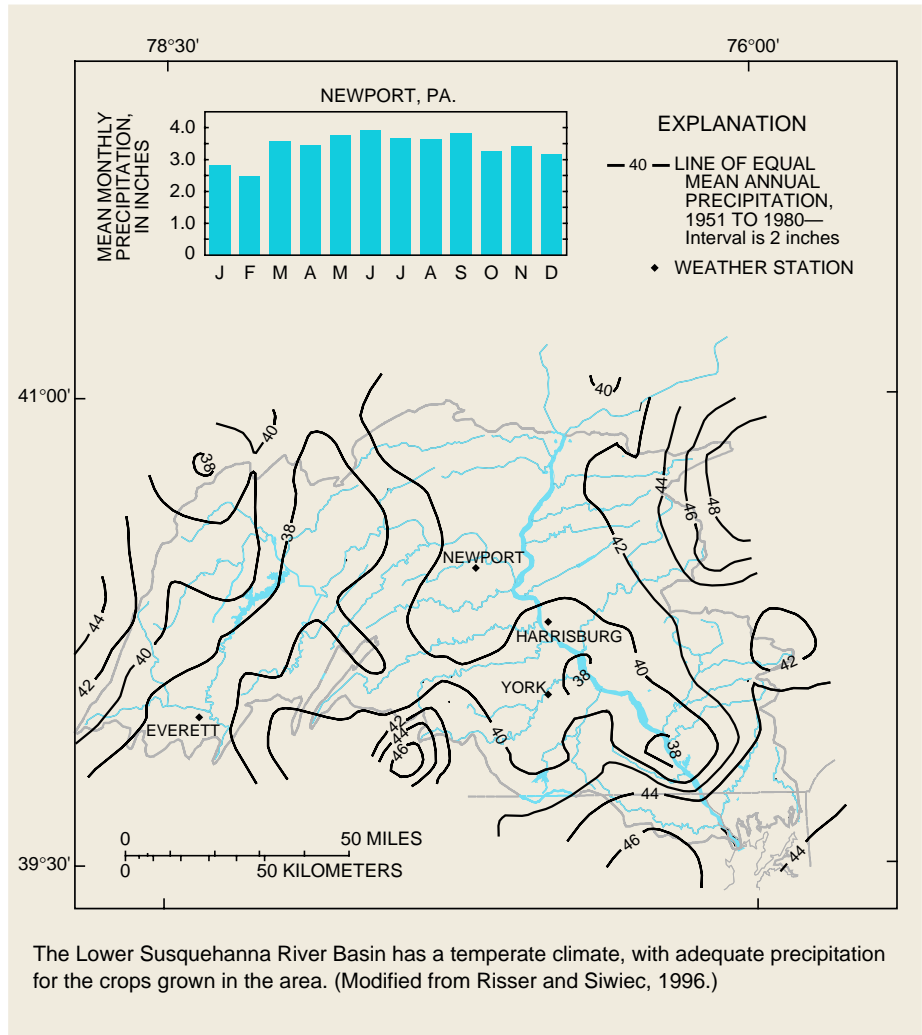 78°30'
76°00'
NEWPORT, PA.
MEAN MONTHLY
PRECIPITATION,
IN INCHES
4.0
3.0
2.0
1.0
0
J F M A M J J A S O N D
EXPLANATION
40 LINE OF EQUAL
MEAN ANNUAL
PRECIPITATION,
1951 TO 1980—
Interval is 2 inches
WEATHER STATION
41°00'
40
40
38
44
46
48
38
42
NEWPORT
44
HARRISBURG
40
42
40
38
42
YORK
EVERETT
42
44
46
40
38
44
46
44
0 50 MILES
0 50 KILOMETERS
39°30'
The Lower Susquehanna River Basin has a temperate climate, with adequate precipitation
for the crops grown in the area. (Modified from Risser and Siwiec, 1996.)